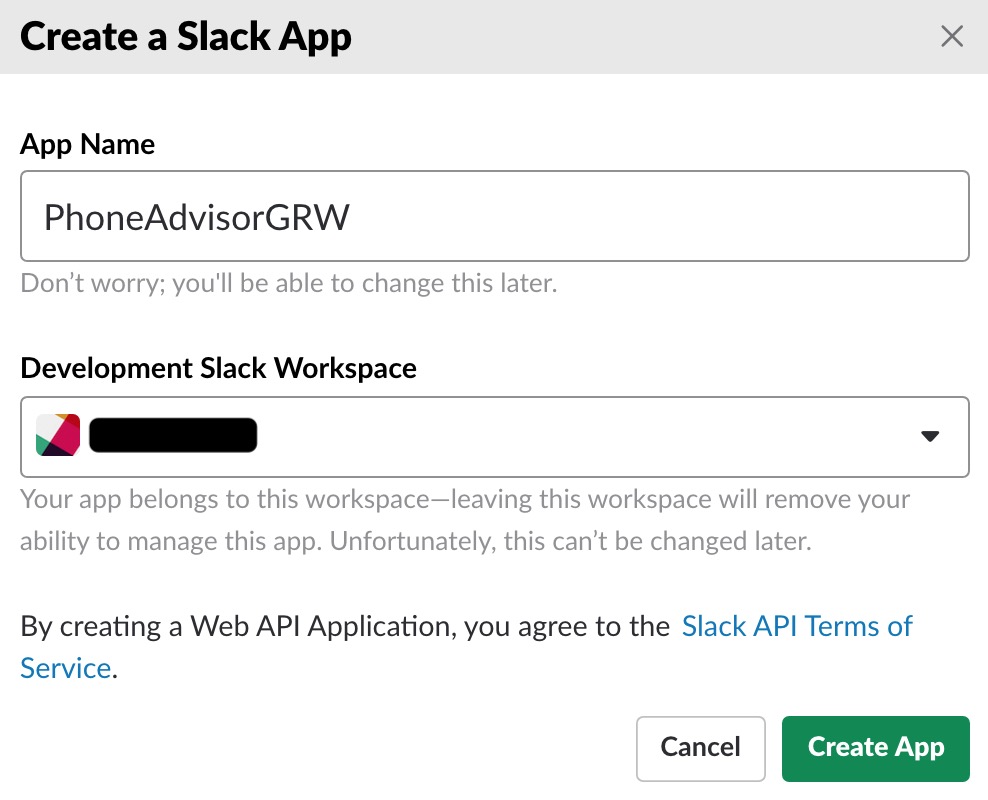 Create a Slack App
App Name
PhoneAdvisorGRW
Don’t worry; you'll be able to change this later.
Development Slack Workspace
Your app belongs to this workspace—leaving this workspace will remove your
ability to manage this app. Unfortunately, this can’t be changed later.
By creating a Web API Application, you agree to the Slack API Terms of
Service.
Cancel
Create App